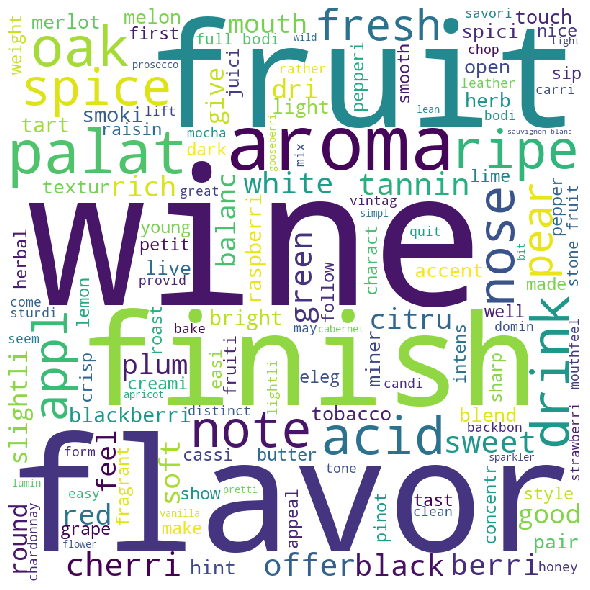 savori
touch
merlot
melon
first
full bodi
mouth
fresh
wild
spici
nice
light
weight
oak
fruit
chop
prosecco
rather
pepperi
smooth
open
sip
spice
give
juici
dri
leather
carri
smoki
lift
light
herb
bodi
tart
raisin
mocha
gooseberri
mix
lean
sauvignon blanc
palat
dark
aroma
ripe
textur
rich
great
balanc
white
tannin
lime
nose
pear
pepper
stone fruit
young
vintag
simpl
wine
herbal
petit
raspberri
green
charact
quit
bit
accent
made
come
provid
live
follow
sturdi
lemon
bright
citru
well
domin
mouthfeel
seem
roast
bake
may
cabernet
intens
appl
finish
drink
slightli
crisp
plum
easi
fruiti
eleg
miner
candi
sharp
creami
apricot
lightli
blackberri
distinct
tobacco
blend
backbon
strawberri
note
acid
sweet
feel
cassi
butter
tone
sparkler
lumin
form
fragrant
soft
flavor
show
pretti
appeal
tast
concentr
style
easy
vanilla
clean
good
round
chardonnay
red
grape
make
pinot
pair
flower
cherri
hint
offer
black
berri
honey